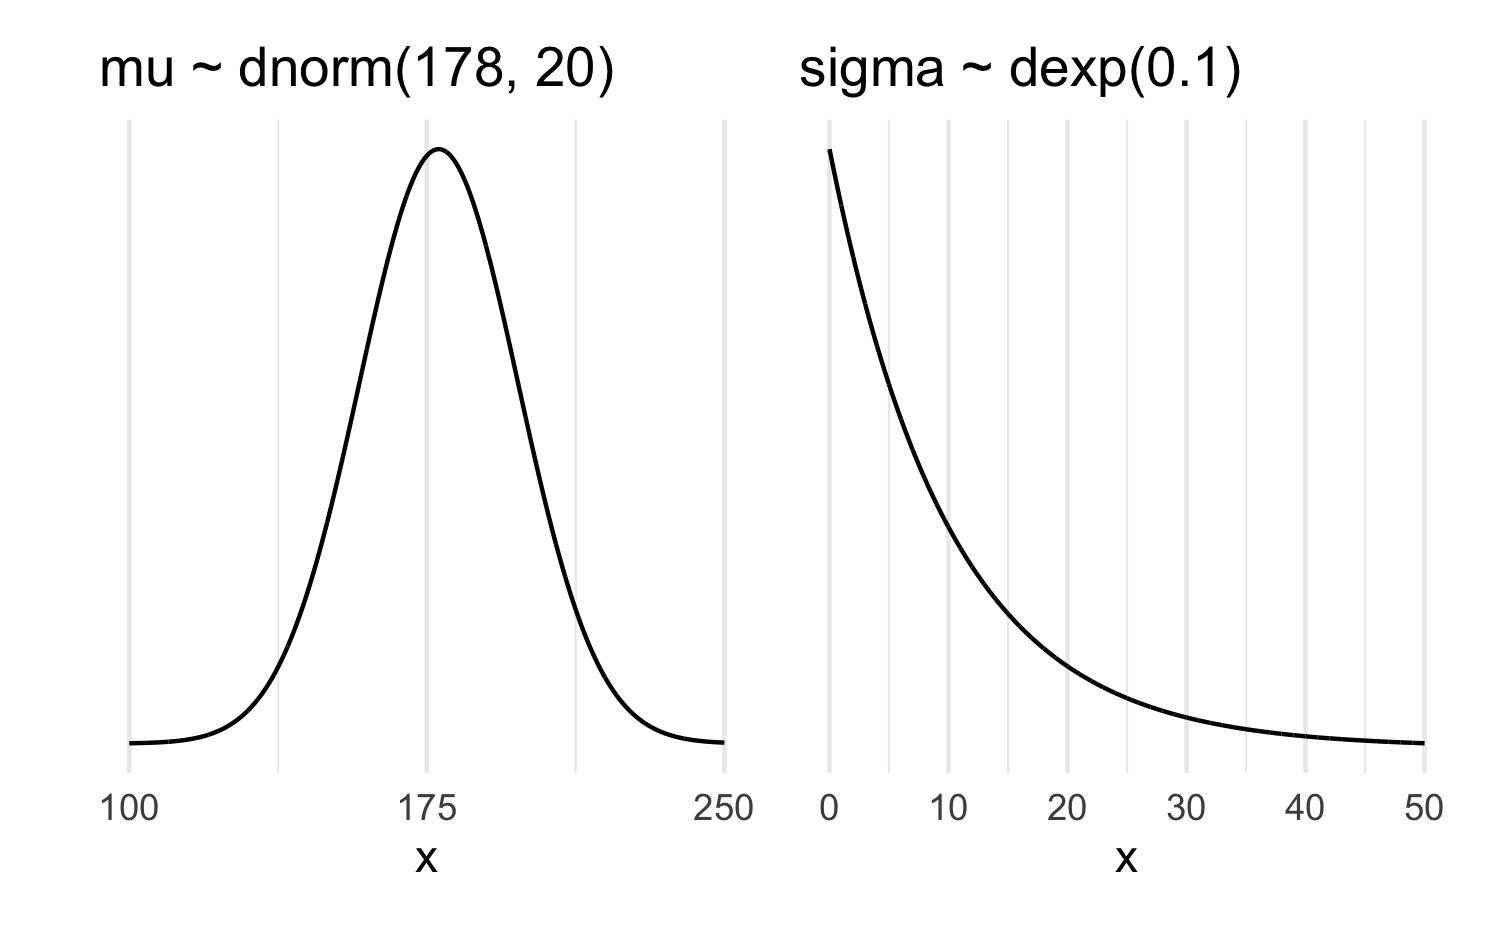 mu ~ dnorm(178, 20)
100 175 250
x
sigma ~ dexp(0.1)
0 10 20 30 40 50
x